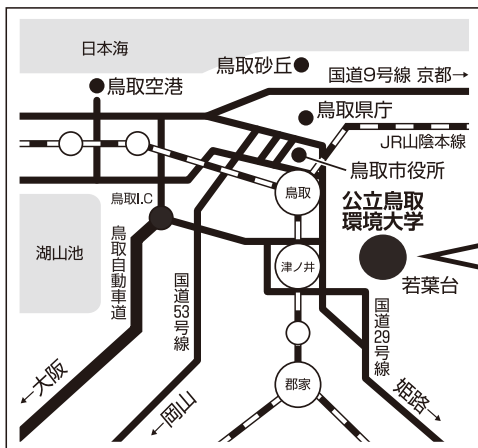 日本海
鳥取砂丘
国道9号線 京都→
鳥取空港
鳥取県庁
JR山陰本線
鳥取市役所
鳥取
公立鳥取
環境大学
鳥取I.C
湖山池
鳥取自動車道
国道53号線
津ノ井
若葉台
国道29号線
←大阪
←岡山
郡家
姫路→